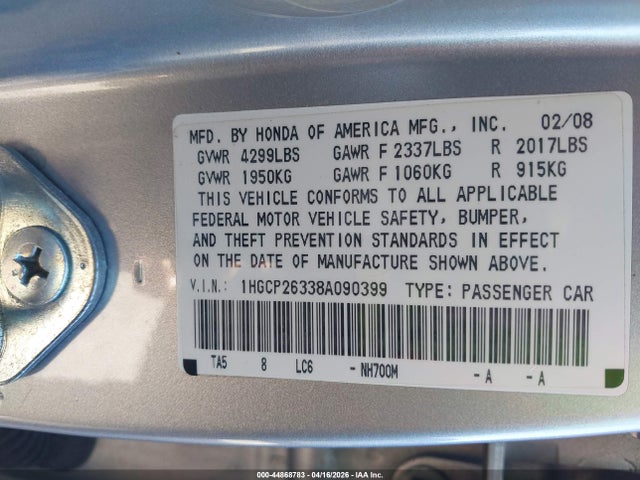 MFD. BY HONDA OF AMERICA MFG., INC. 02/08
GVWR 4299LBS GAWR F 2337LBS R 2017LBS
GVWR 1950KG GAWR F 1060KG R 915KG
THIS VEHICLE CONFORMS TO ALL APPLICABLE
FEDERAL MOTOR VEHICLE SAFETY, BUMPER,
AND THEFT PREVENTION STANDARDS IN EFFECT
ON THE DATE OF MANUFACTURE SHOWN ABOVE.
V.I.N.: 1HGCP26338A090399 TYPE: PASSENGER CAR
TA5 8 LC6 - NH700M - A - A
000-44868783 - 04/16/2026 - IAA Inc.